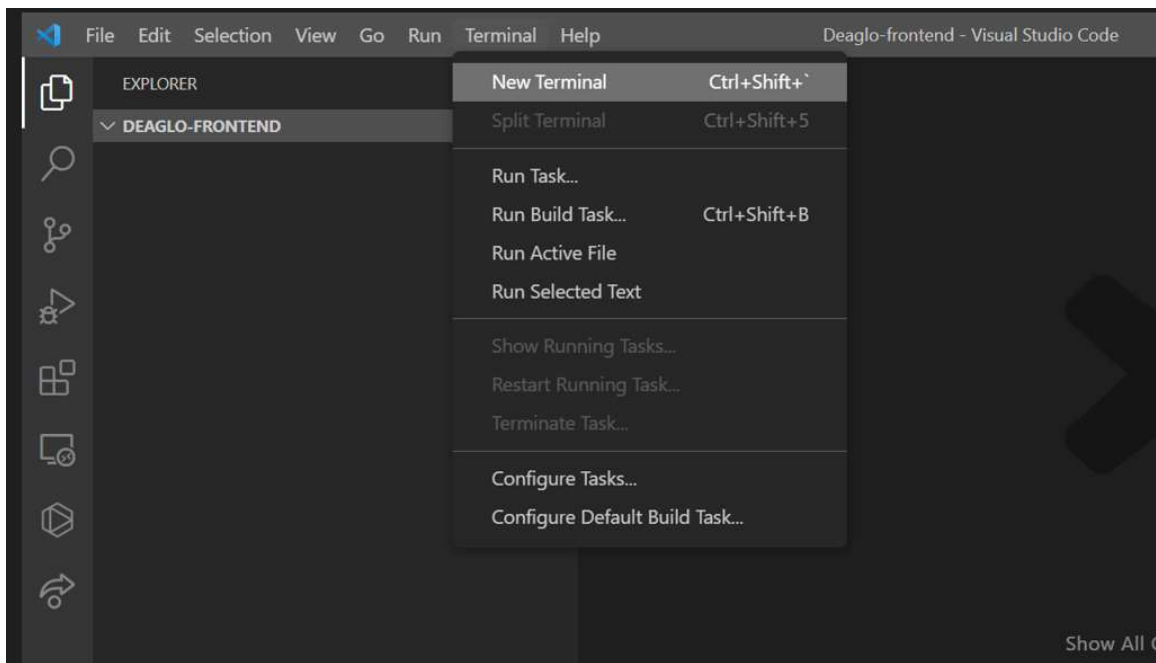 File Edit Selection View Go Run Terminal Help Deaglo-frontend - Visual Studio Code
EXPLORER
DEAGLO-FRONTEND
New Terminal Ctrl+Shift+`
Split Terminal Ctrl+Shift+5
Run Task...
Run Build Task... Ctrl+Shift+B
Run Active File
Run Selected Text
Show Running Tasks...
Restart Running Task...
Terminate Task...
Configure Tasks...
Configure Default Build Task...
Show All